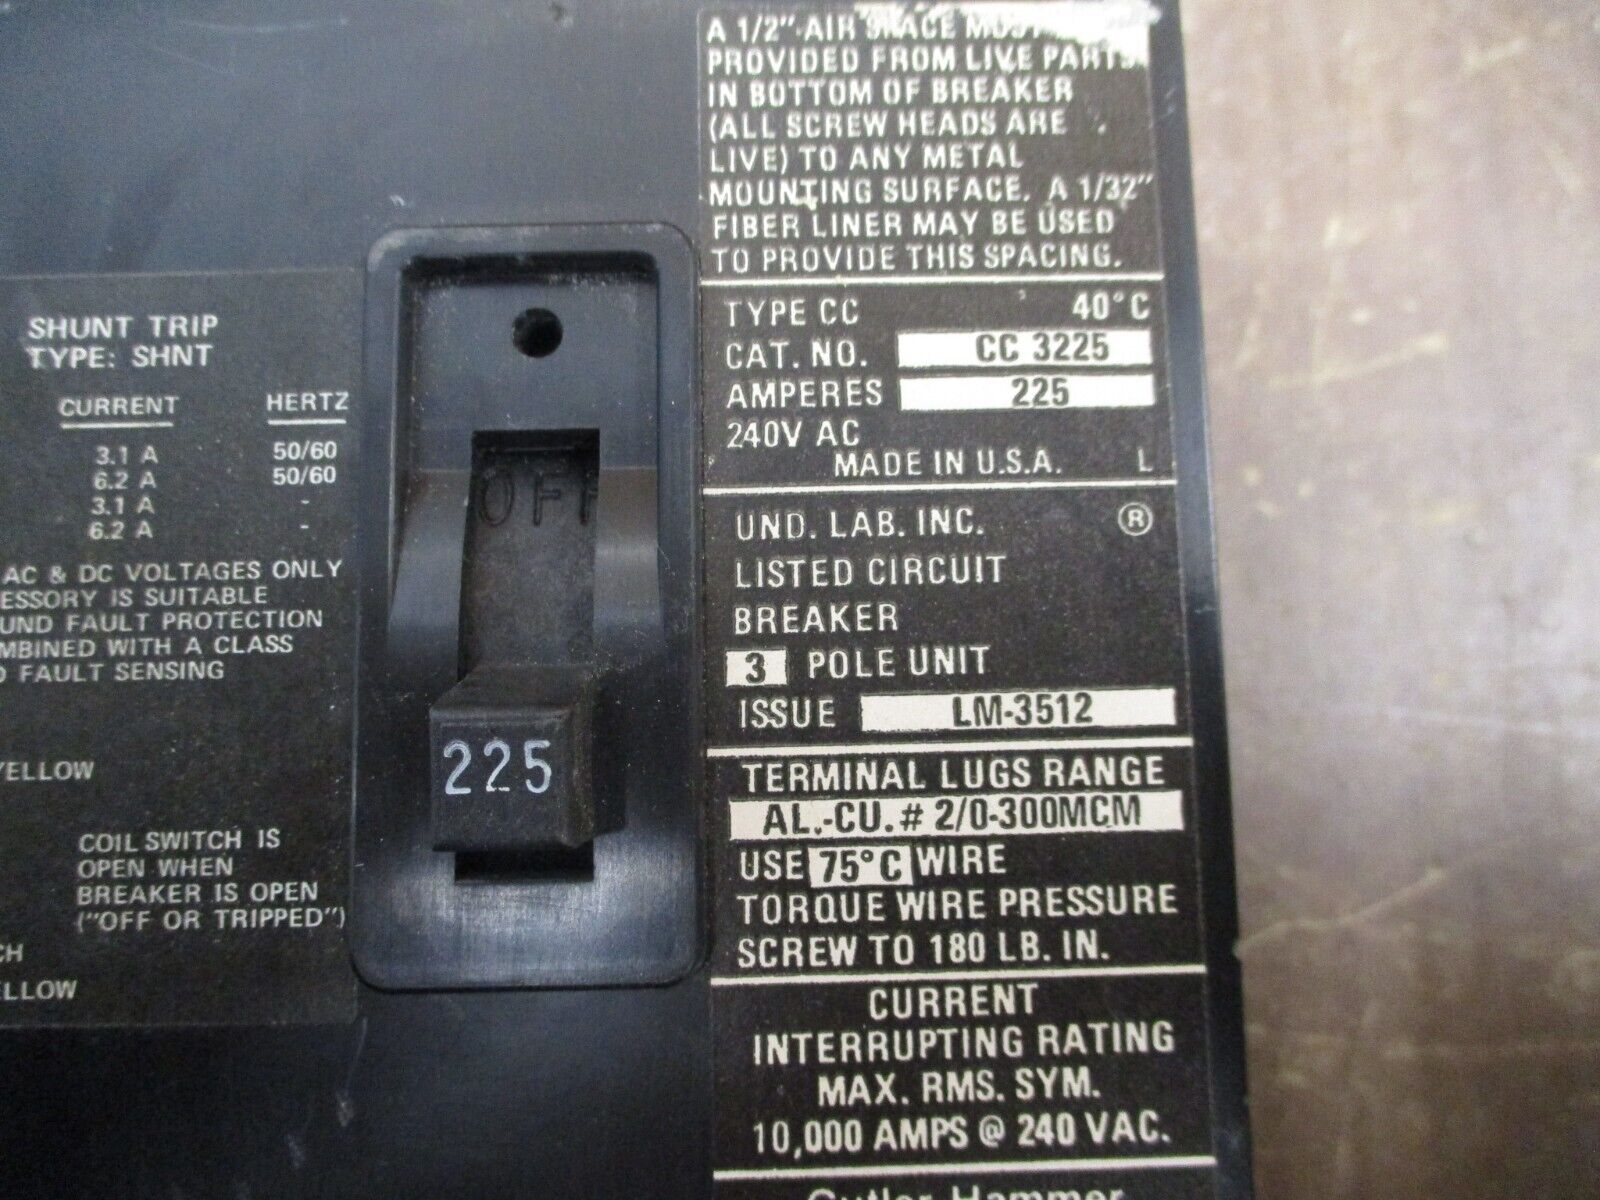 SHUNT TRIP
TYPE: SHNT
CURRENT HERTZ
3.1 A 50/60
6.2 A 50/60
3.1 A -
6.2 A -
AC & DC VOLTAGES ONLY
ESSORY IS SUITABLE
UND FAULT PROTECTION
MBINED WITH A CLASS
D FAULT SENSING
YELLOW
COIL SWITCH IS
OPEN WHEN
BREAKER IS OPEN
("OFF OR TRIPPED")
CH
ELLOW
OFF
225
A 1/2" AIR SPACE MUST
PROVIDED FROM LIVE PARTS
IN BOTTOM OF BREAKER
(ALL SCREW HEADS ARE
LIVE) TO ANY METAL
MOUNTING SURFACE. A 1/32"
FIBER LINER MAY BE USED
TO PROVIDE THIS SPACING.
TYPE CC 40°C
CAT. NO. CC 3225
AMPERES 225
240V AC
MADE IN U.S.A. L
UND. LAB. INC. ®
LISTED CIRCUIT
BREAKER
3 POLE UNIT
ISSUE LM-3512
TERMINAL LUGS RANGE
AL.-CU. # 2/0-300MCM
USE 75°C WIRE
TORQUE WIRE PRESSURE
SCREW TO 180 LB. IN.
CURRENT
INTERRUPTING RATING
MAX. RMS. SYM.
10,000 AMPS @ 240 VAC.
Cutler-Hammer